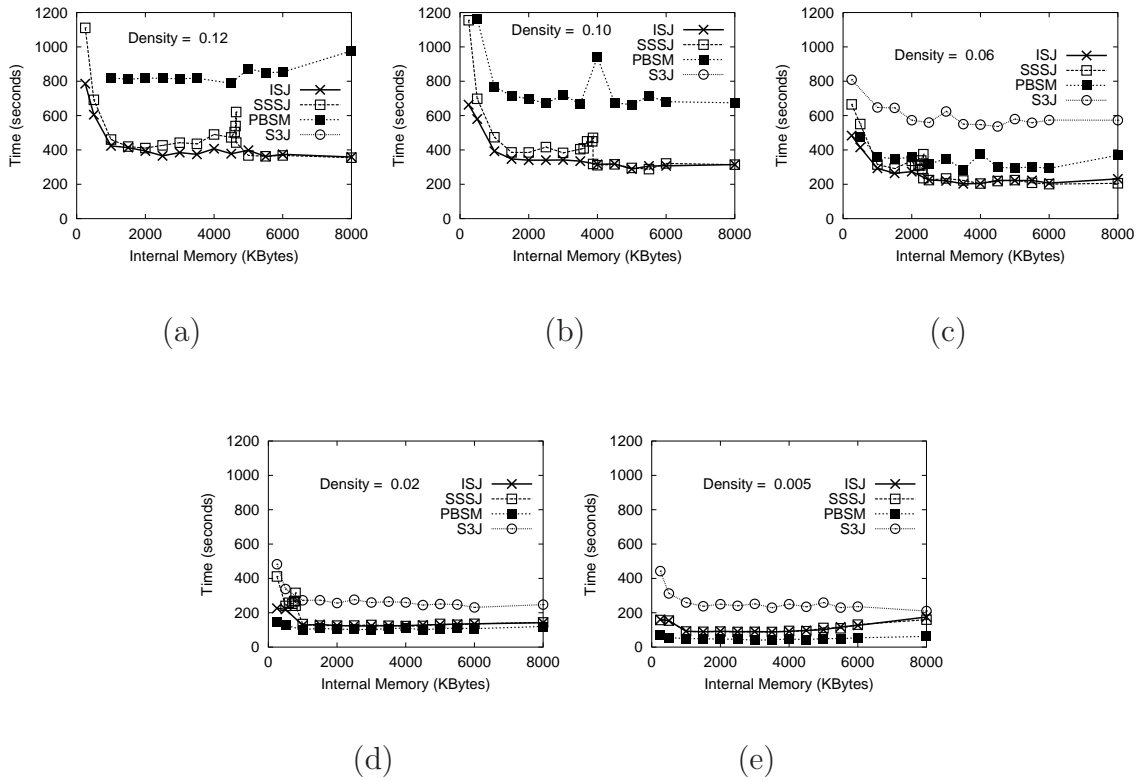 1200
1000
800
600
400
200
0
0 2000 4000 6000 8000
Time (seconds)
Internal Memory (KBytes)
Density = 0.12
ISJ
SSSJ
PBSM
S3J
(a)
1200
1000
800
600
400
200
0
0 2000 4000 6000 8000
Time (seconds)
Internal Memory (KBytes)
Density = 0.10
ISJ
SSSJ
PBSM
S3J
(b)
1200
1000
800
600
400
200
0
0 2000 4000 6000 8000
Time (seconds)
Internal Memory (KBytes)
Density = 0.06
ISJ
SSSJ
PBSM
S3J
(c)
1200
1000
800
600
400
200
0
0 2000 4000 6000 8000
Time (seconds)
Internal Memory (KBytes)
Density = 0.02
ISJ
SSSJ
PBSM
S3J
(d)
1200
1000
800
600
400
200
0
0 2000 4000 6000 8000
Time (seconds)
Internal Memory (KBytes)
Density = 0.005
ISJ
SSSJ
PBSM
S3J
(e)